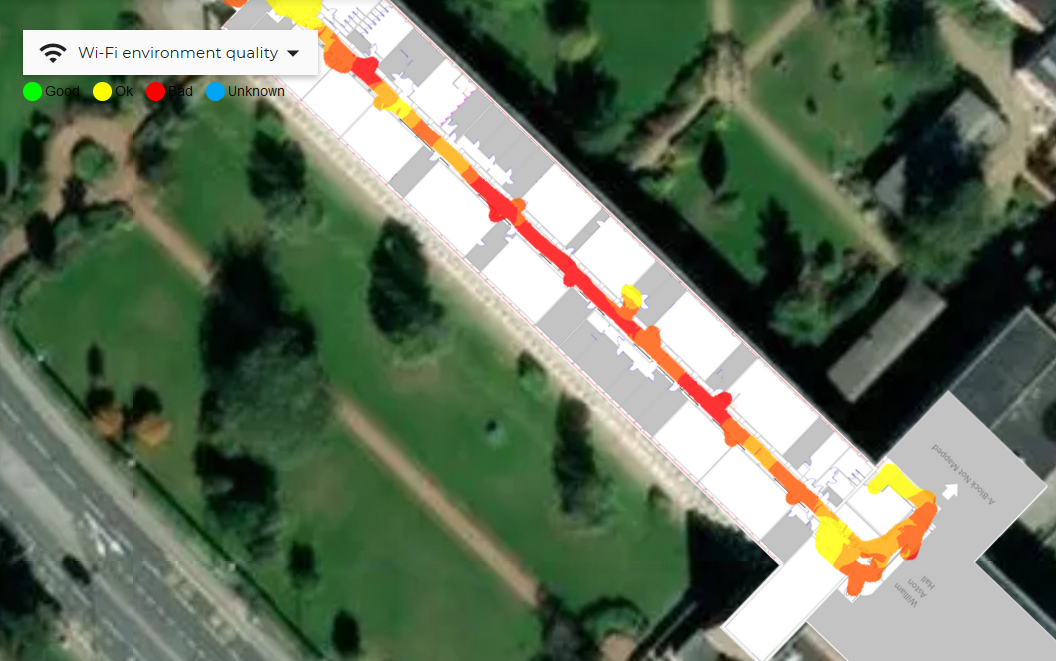 Wi-Fi environment quality
Good Ok Bad Unknown
A-Block Not Mapped
William
Aston
Hall